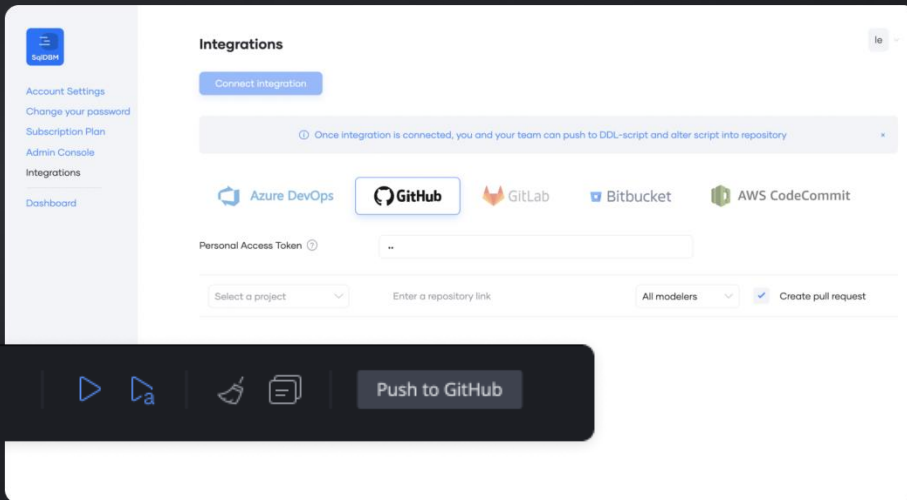 Integrations
le
SqlDBM
Connect integration
Account Settings
Change your password
Subscription Plan
Admin Console
Integrations
Dashboard
Once integration is connected, you and your team can push to DDL-script and alter script into repository
Azure DevOps
GitHub
GitLab
Bitbucket
AWS CodeCommit
Personal Access Token
Select a project
Enter a repository link
All modelers
Create pull request
a
Push to GitHub